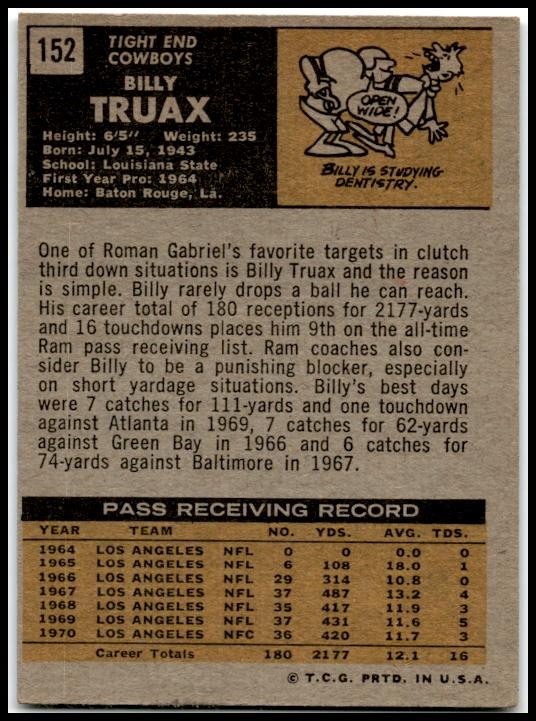 152
TIGHT END
COWBOYS
BILLY
TRUAX
Height: 6'5" Weight: 235
Born: July 15, 1943
School: Louisiana State
First Year Pro: 1964
Home: Baton Rouge, La.
OPEN
WIDE!
BILLY IS STUDYING
DENTISTRY.
One of Roman Gabriel's favorite targets in clutch
third down situations is Billy Truax and the reason
is simple. Billy rarely drops a ball he can reach.
His career total of 180 receptions for 2177-yards
and 16 touchdowns places him 9th on the all-time
Ram pass receiving list. Ram coaches also con-
sider Billy to be a punishing blocker, especially
on short yardage situations. Billy's best days
were 7 catches for 111-yards and one touchdown
against Atlanta in 1969, 7 catches for 62-yards
against Green Bay in 1966 and 6 catches for
74-yards against Baltimore in 1967.
PASS RECEIVING RECORD
YEAR TEAM NO. YDS. AVG. TDS.
1964 LOS ANGELES NFL 0 0 0.0 0
1965 LOS ANGELES NFL 6 108 18.0 1
1966 LOS ANGELES NFL 29 314 10.8 0
1967 LOS ANGELES NFL 37 487 13.2 4
1968 LOS ANGELES NFL 35 417 11.9 3
1969 LOS ANGELES NFL 37 431 11.6 5
1970 LOS ANGELES NFC 36 420 11.7 3
Career Totals 180 2177 12.1 16
© T.C.G. PRTD. IN U.S.A.